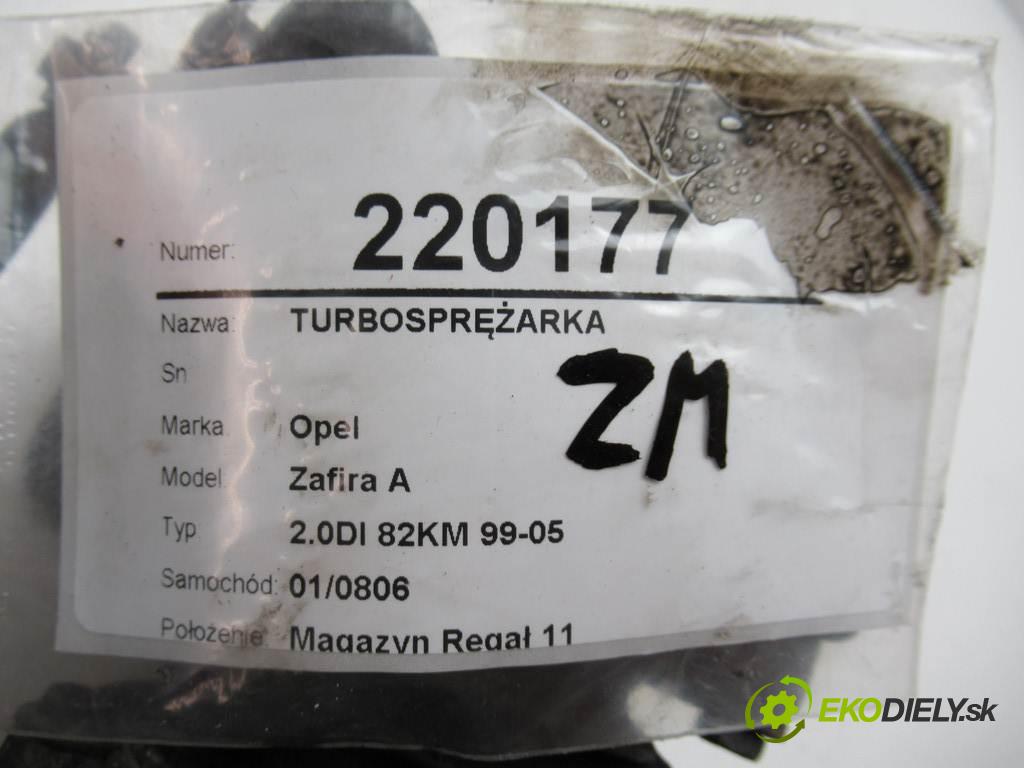 Numer: 220177
Nazwa: TURBOSPRĘŻARKA
Sn
ZM
Marka Opel
Model: Zafira A
Typ 2.0DI 82KM 99-05
Samochód: 01/0806
Położenie: Magazyn Regał 11
EKODIELY.sk